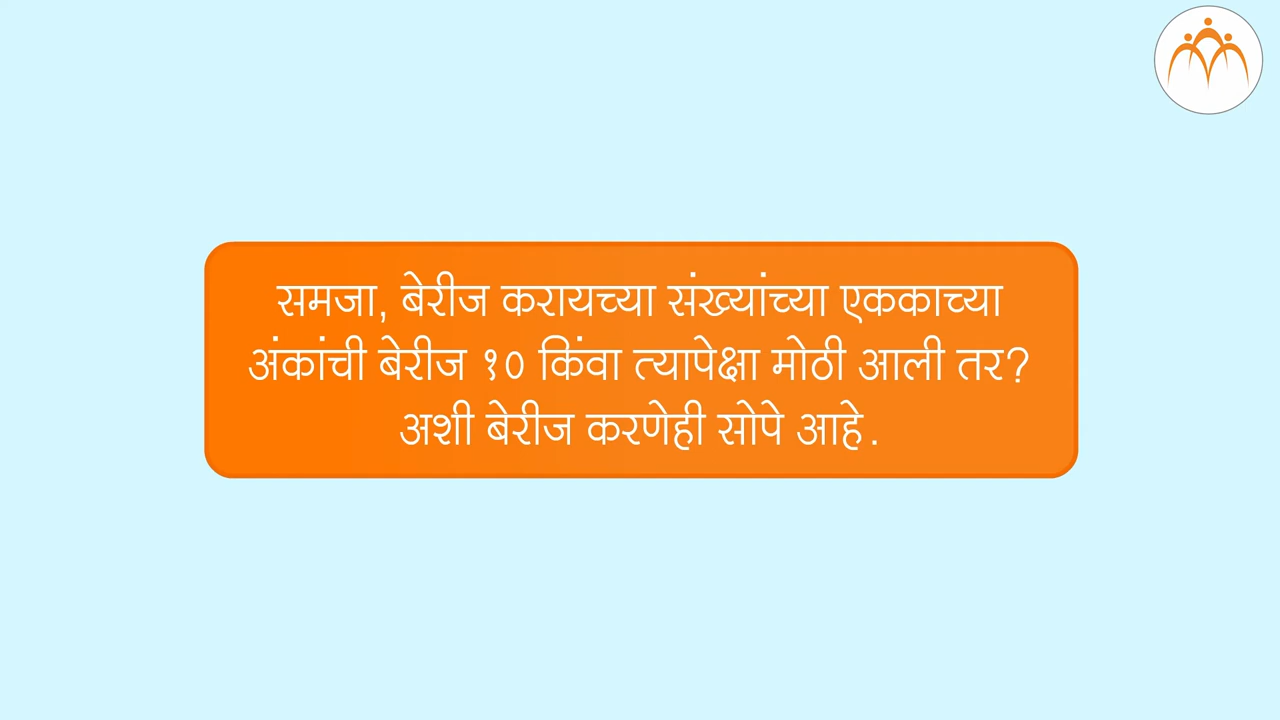 समजा, बेरीज करायच्या संख्यांच्या एककाच्या
अंकांची बेरीज १० किंवा त्यापेक्षा मोठी आली तर?
अशी बेरीज करणेही सोपे आहे.